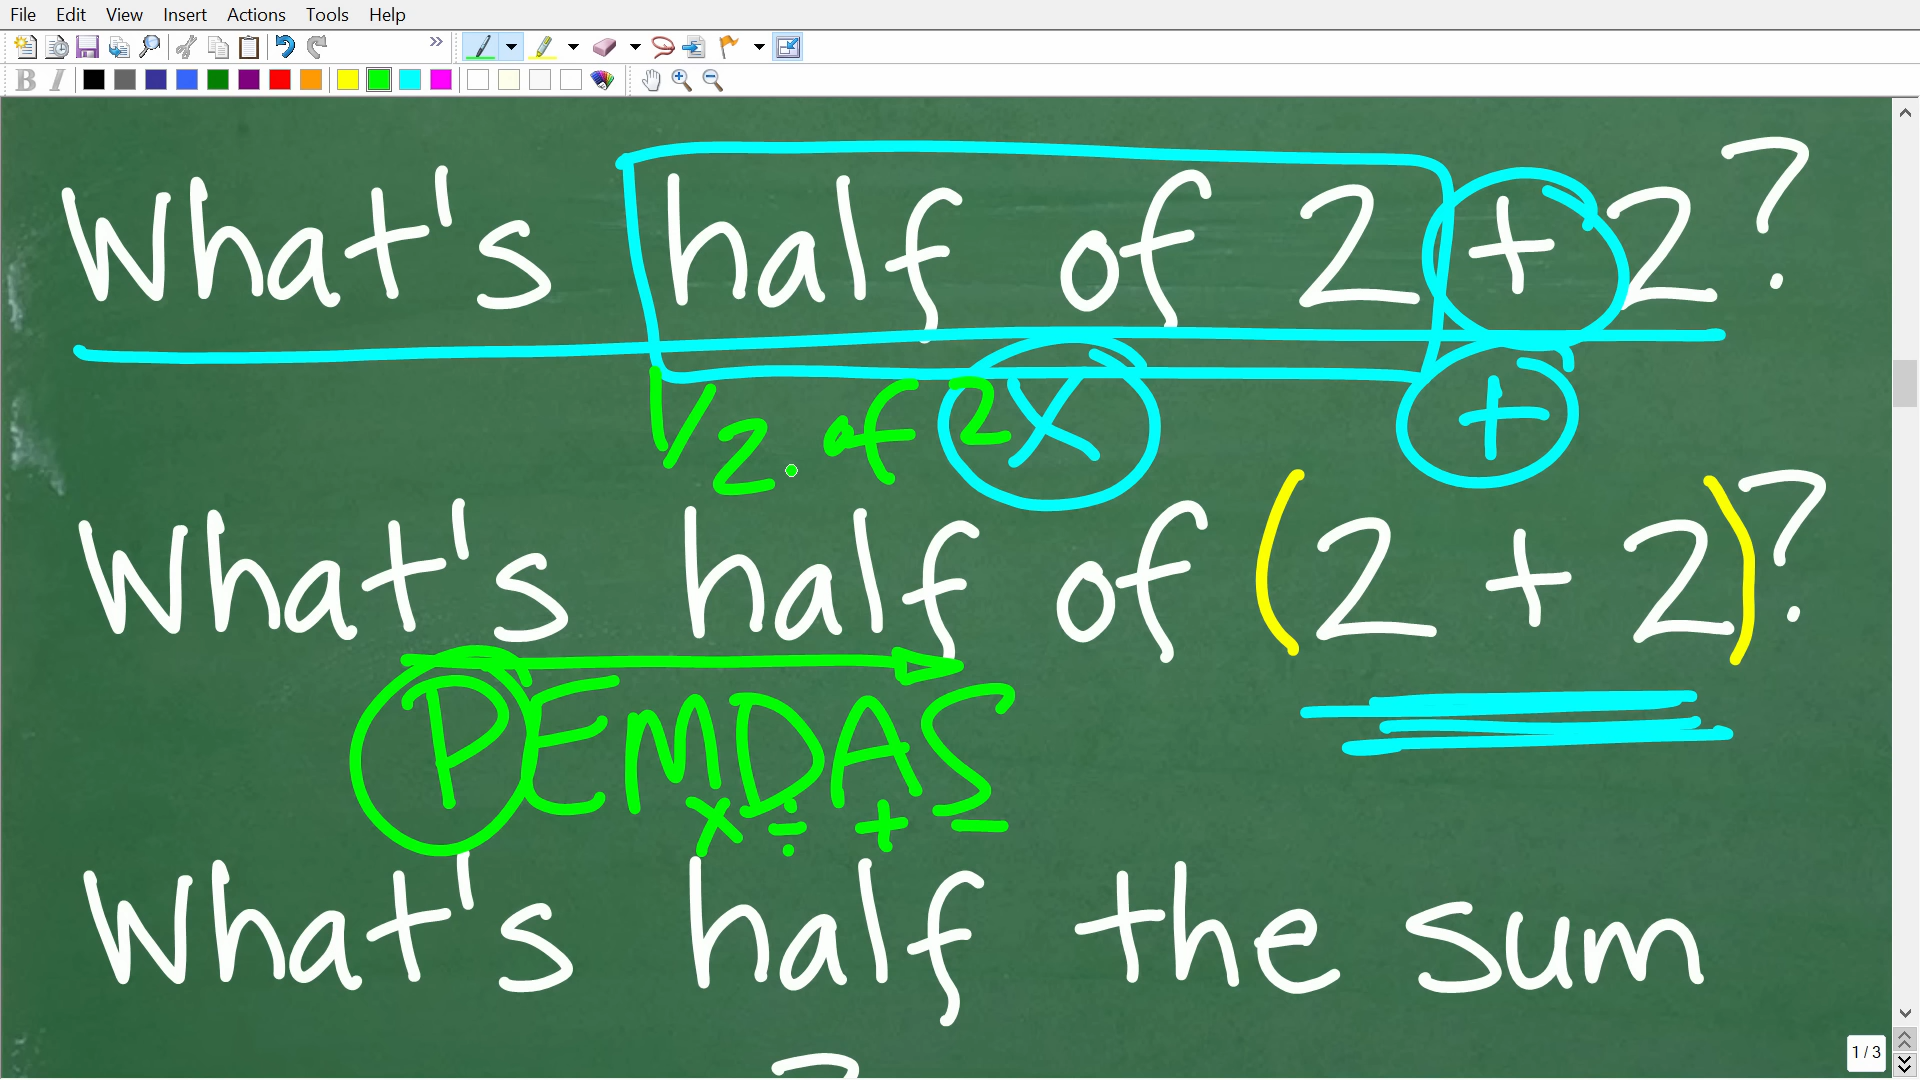 File Edit View Insert Actions Tools Help
B I
What's half of 2 + 2?
1/2 of 2 X +
What's half of (2 + 2)?
PEMDAS
× ÷ + −
What's half the sum
?
1 / 3